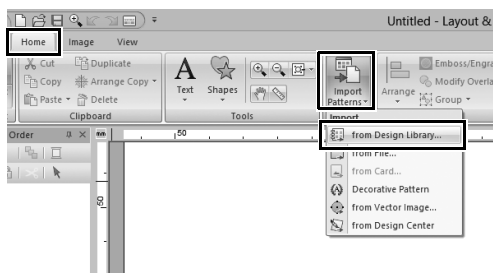 Untitled - Layout &
Home Image View
Cut Duplicate
Copy Arrange Copy
Paste Delete
Clipboard
Text Shapes
Tools
Import
Patterns
Arrange
Emboss/Engra
Modify Overla
Group
Import
Order
mm 50
from Design Library...
from File...
from Card...
Decorative Pattern
from Vector Image...
from Design Center
50